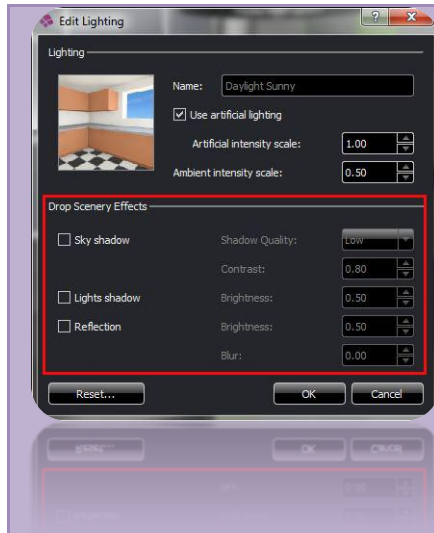 Edit Lighting
Lighting
Name: Daylight Sunny
Use artificial lighting
Artificial intensity scale: 1.00
Ambient intensity scale: 0.50
Drop Scenery Effects
Sky shadow Shadow Quality: Low
Contrast: 0.80
Lights shadow Brightness: 0.50
Reflection Brightness: 0.50
Blur: 0.00
Reset... OK Cancel